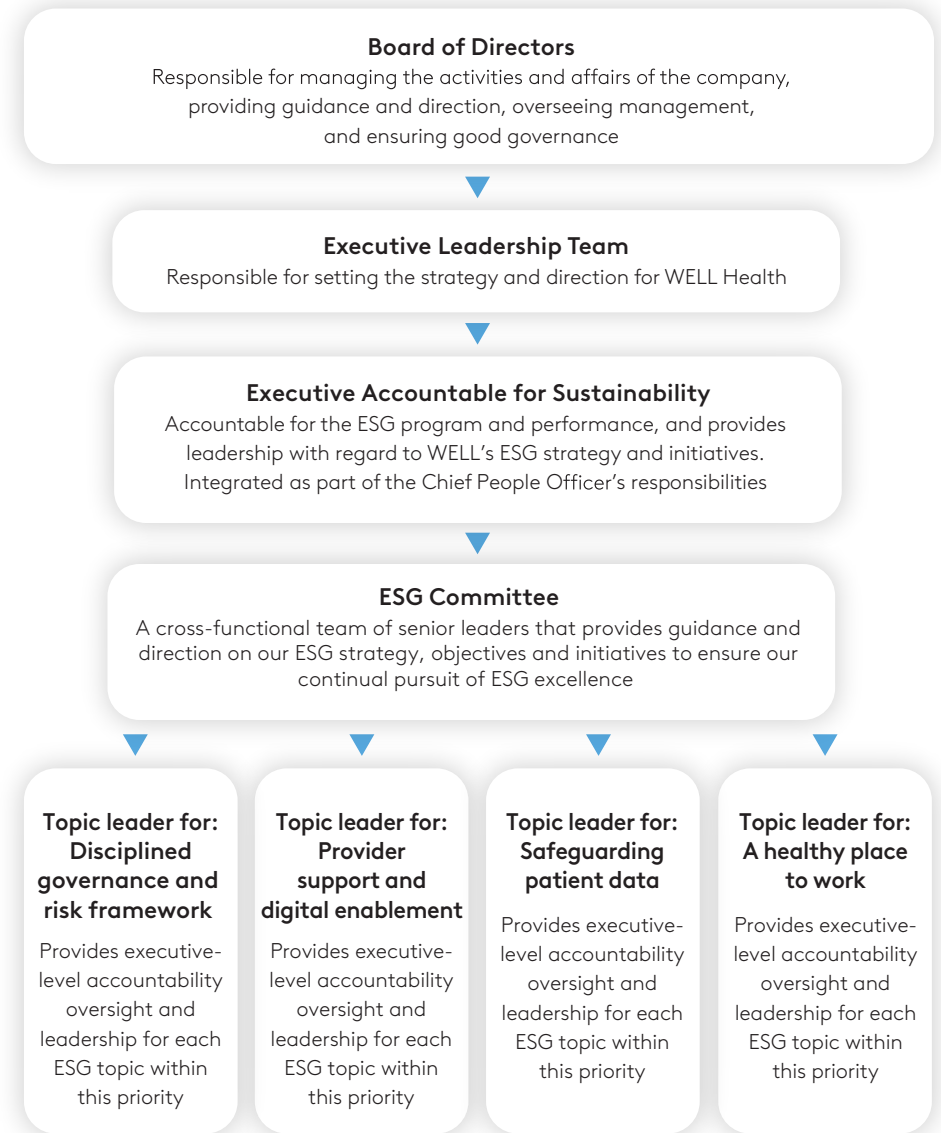 Board of Directors
Responsible for managing the activities and affairs of the company,
providing guidance and direction, overseeing management,
and ensuring good governance
Executive Leadership Team
Responsible for setting the strategy and direction for WELL Health
Executive Accountable for Sustainability
Accountable for the ESG program and performance, and provides
leadership with regard to WELL’s ESG strategy and initiatives.
Integrated as part of the Chief People Officer’s responsibilities
ESG Committee
A cross-functional team of senior leaders that provides guidance and
direction on our ESG strategy, objectives and initiatives to ensure our
continual pursuit of ESG excellence
Topic leader for:
Disciplined
governance and
risk framework
Provides executive-
level accountability
oversight and
leadership for each
ESG topic within
this priority
Topic leader for:
Provider
support and
digital enablement
Provides executive-
level accountability
oversight and
leadership for each
ESG topic within
this priority
Topic leader for:
Safeguarding
patient data
Provides executive-
level accountability
oversight and
leadership for each
ESG topic within
this priority
Topic leader for:
A healthy place
to work
Provides executive-
level accountability
oversight and
leadership for each
ESG topic within
this priority